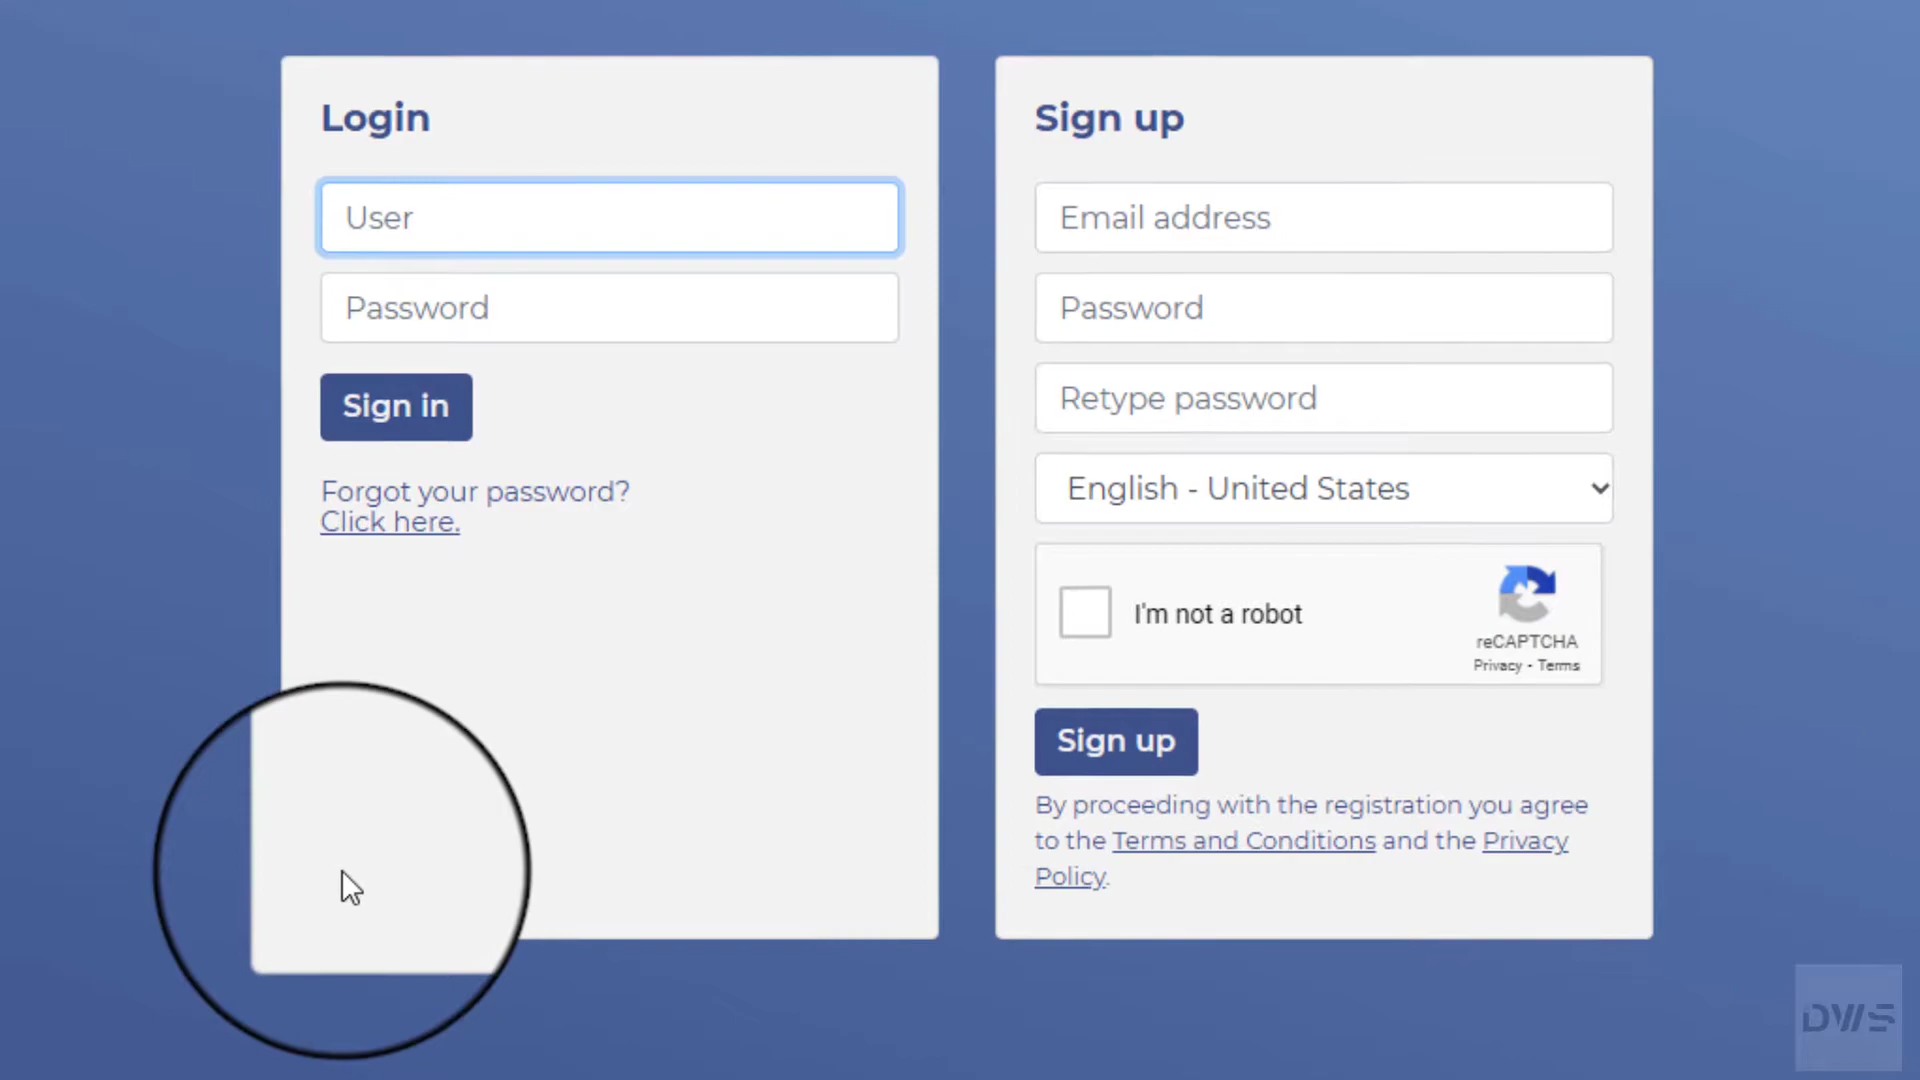 Login
User
Password
Sign in
Forgot your password?
Click here.
Sign up
Email address
Password
Retype password
English - United States
I'm not a robot
reCAPTCHA
Privacy - Terms
Sign up
By proceeding with the registration you agree
to the Terms and Conditions and the Privacy
Policy.
DWS